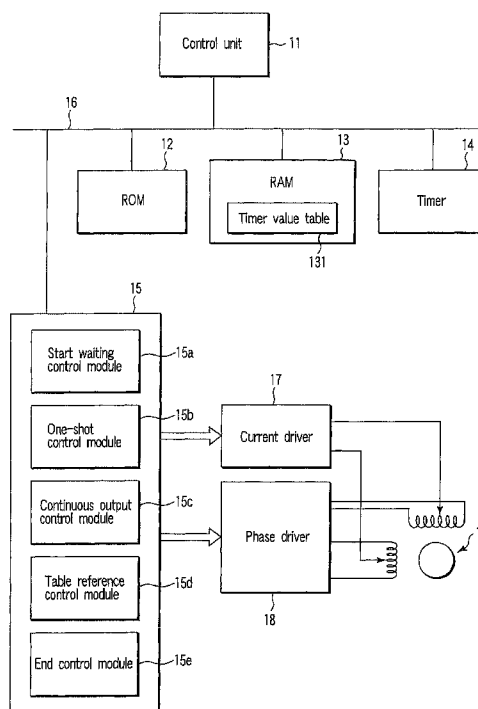 Control unit
11
16
12
ROM
13
RAM
Timer value table
131
14
Timer
15
Start waiting
control module
15a
One-shot
control module
15b
Continuous output
control module
15c
Table reference
control module
15d
End control module
15e
17
Current driver
Phase driver
18